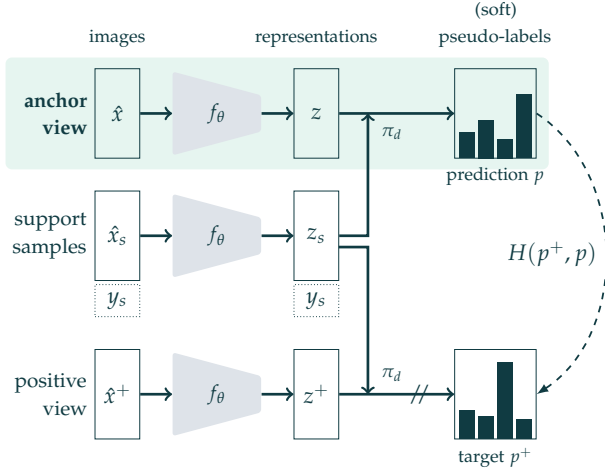 (soft)
images representations pseudo-labels
anchor
view
x̂ f_θ z π_d
prediction p
support
samples
x̂_s f_θ z_s
H(p⁺, p)
y_s y_s
positive
view
x̂⁺ f_θ z⁺ π_d //
target p⁺